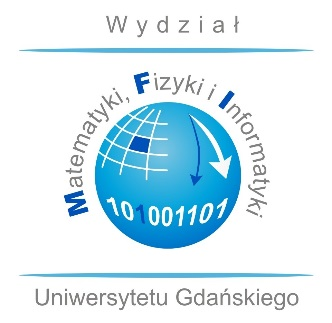 Wydział
Matematyki, Fizyki i Informatyki
101001101
Uniwersytetu Gdańskiego